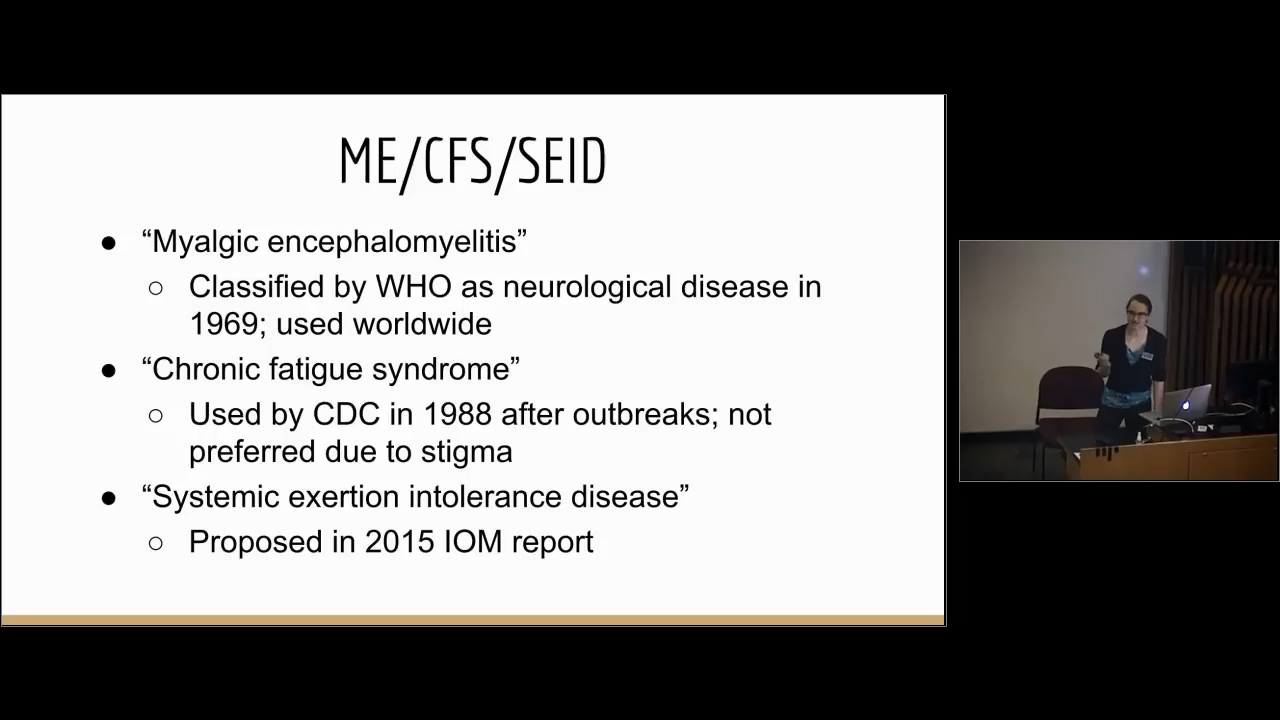 ME/CFS/SEID
● “Myalgic encephalomyelitis”
○ Classified by WHO as neurological disease in
1969; used worldwide
● “Chronic fatigue syndrome”
○ Used by CDC in 1988 after outbreaks; not
preferred due to stigma
● “Systemic exertion intolerance disease”
○ Proposed in 2015 IOM report